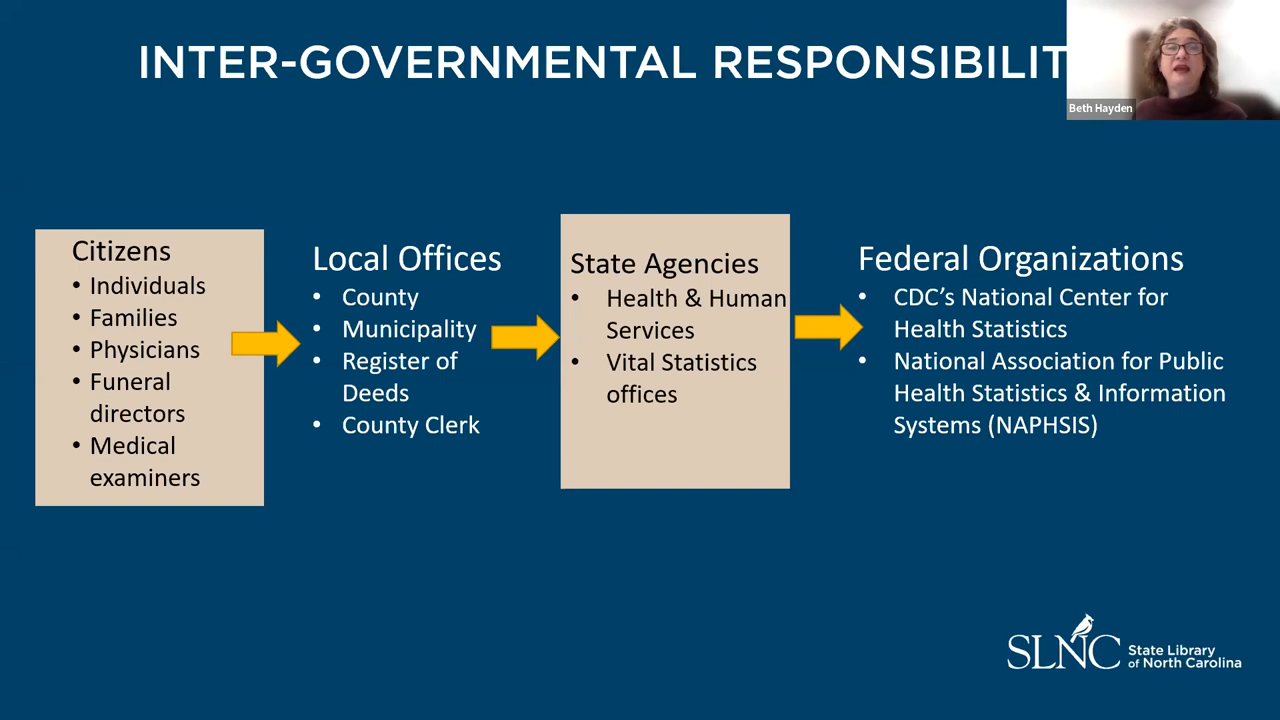 INTER-GOVERNMENTAL RESPONSIBILIT
Beth Hayden
Citizens
• Individuals
• Families
• Physicians
• Funeral
directors
• Medical
examiners
Local Offices
• County
• Municipality
• Register of
Deeds
• County Clerk
State Agencies
• Health & Human
Services
• Vital Statistics
offices
Federal Organizations
• CDC’s National Center for
Health Statistics
• National Association for Public
Health Statistics & Information
Systems (NAPHSIS)
SLNC
State Library
of North Carolina